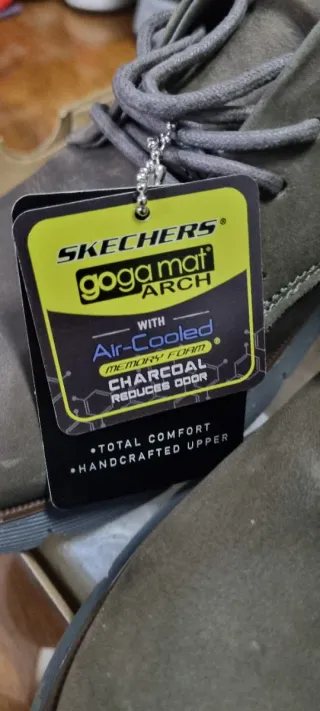 SKECHERS®
goga mat®
ARCH
WITH
Air-Cooled
MEMORY FOAM®
CHARCOAL
REDUCES ODOR
•TOTAL COMFORT
•HANDCRAFTED UPPER